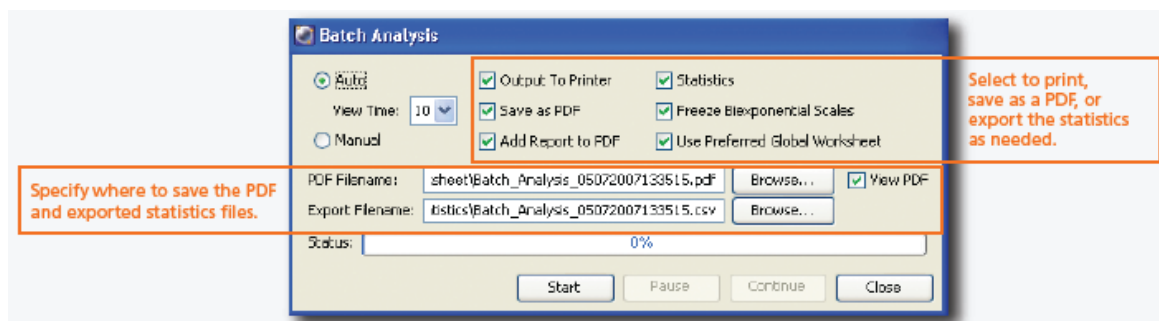 Batch Analysis
Auto
Output To Printer
Statistics
View Time: 10
Save as PDF
Freeze Biexponential Scales
Manual
Add Report to PDF
Use Preferred Global Worksheet
Select to print,
save as a PDF, or
export the statistics
as needed.
Specify where to save the PDF
and exported statistics files.
PDF Filename: sheet\Batch_Analysis_05072007133515.pdf Browse... View PDF
Export Filename: tistics\Batch_Analysis_05072007133515.csv Browse...
Status: 0%
Start Pause Continue Close